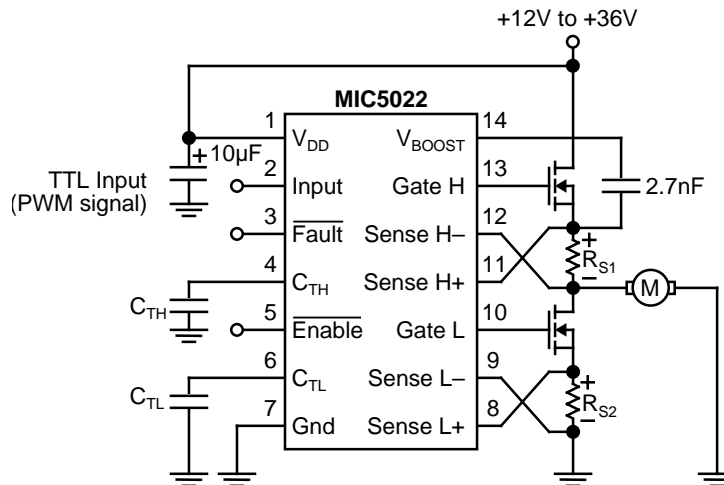 +12V to +36V
MIC5022
1
VDD
VBOOST
14
+
10µF
TTL Input
(PWM signal)
2
Input
Gate H
13
2.7nF
3
Fault
Sense H–
12
+
RS1
–
4
CTH
Sense H+
11
CTH
M
5
Enable
Gate L
10
6
CTL
Sense L–
9
+
RS2
–
CTL
7
Gnd
Sense L+
8